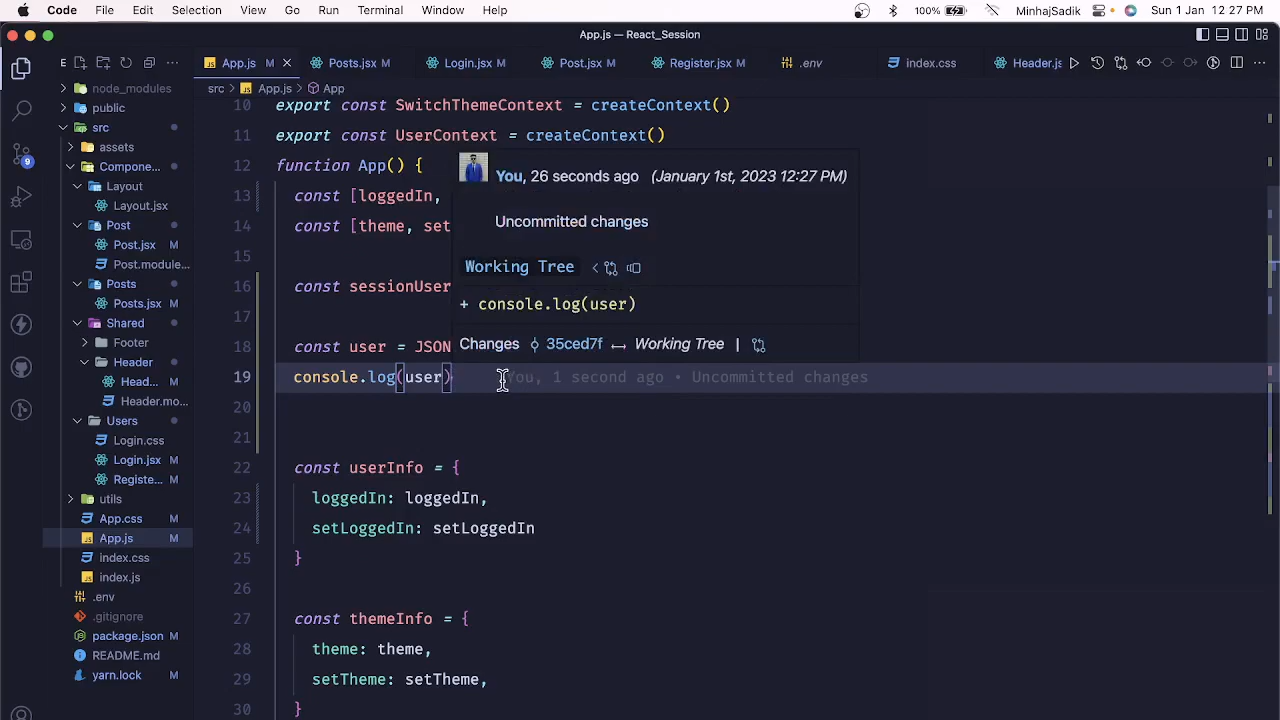 Code File Edit Selection View Go Run Terminal Window Help 100% MinhajSadik Sun 1 Jan 12:27 PM
App.js — React_Session
E App.js M Posts.jsx M Login.jsx M Post.jsx M Register.jsx M .env index.css Header.js
src › App.js › App
node_modules
public
src
assets
Compone... M
Layout
Layout.jsx
Post
Post.jsx M
Post.module...
Posts
Posts.jsx M
Shared
Footer
Header
Head... M
Header.mo...
Users
Login.css
Login.jsx M
Registe... M
utils
App.css M
App.js M
index.css
index.js
.env
.gitignore
package.json M
README.md
yarn.lock M
9
10 export const SwitchThemeContext = createContext()
11 export const UserContext = createContext()
12 function App() {
13 const [loggedIn,
14 const [theme, set
15
16 const sessionUser
17
18 const user = JSON
19 console.log(user) You, 1 second ago • Uncommitted changes
20
21
22 const userInfo = {
23 loggedIn: loggedIn,
24 setLoggedIn: setLoggedIn
25 }
26
27 const themeInfo = {
28 theme: theme,
29 setTheme: setTheme,
30 }
You, 26 seconds ago (January 1st, 2023 12:27 PM)
Uncommitted changes
Working Tree
+ console.log(user)
Changes 35ced7f ↔ Working Tree |